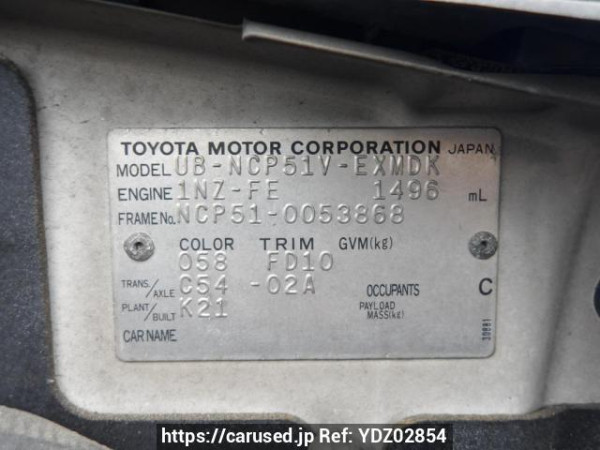 TOYOTA MOTOR CORPORATION JAPAN
MODEL UB-NCP51V-EXMDK
ENGINE 1NZ-FE 1496 mL
FRAME No. NCP51-0053868
COLOR TRIM GVM(kg)
058 FD10
TRANS./AXLE C54 -02A OCCUPANTS C
PLANT/BUILT K21 PAYLOAD MASS(kg)
CAR NAME
30881
https://carused.jp Ref: YDZ02854